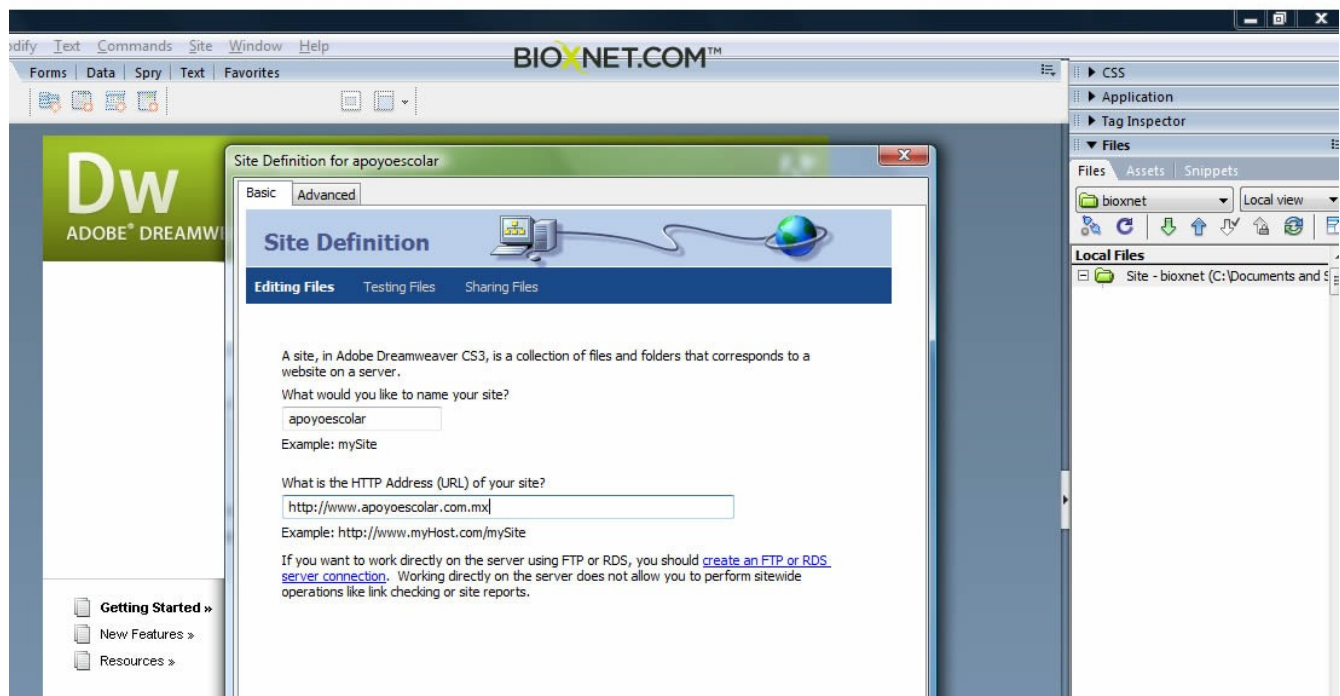 Text Commands Site Window Help
BIOXNET.COM™
Forms Data Spry Text Favorites
CSS
Application
Tag Inspector
Files
Files Assets Snippets
bioxnet Local view
Local Files
Site - bioxnet (C:\Documents and
Dw
ADOBE® DREAMW
Site Definition for apoyoescolar
Basic Advanced
Site Definition
Editing Files Testing Files Sharing Files
A site, in Adobe Dreamweaver CS3, is a collection of files and folders that corresponds to a
website on a server.
What would you like to name your site?
apoyoescolar
Example: mySite
What is the HTTP Address (URL) of your site?
http://www.apoyoescolar.com.mx
Example: http://www.myHost.com/mySite
If you want to work directly on the server using FTP or RDS, you should create an FTP or RDS
server connection. Working directly on the server does not allow you to perform sitewide
operations like link checking or site reports.
Getting Started »
New Features »
Resources »